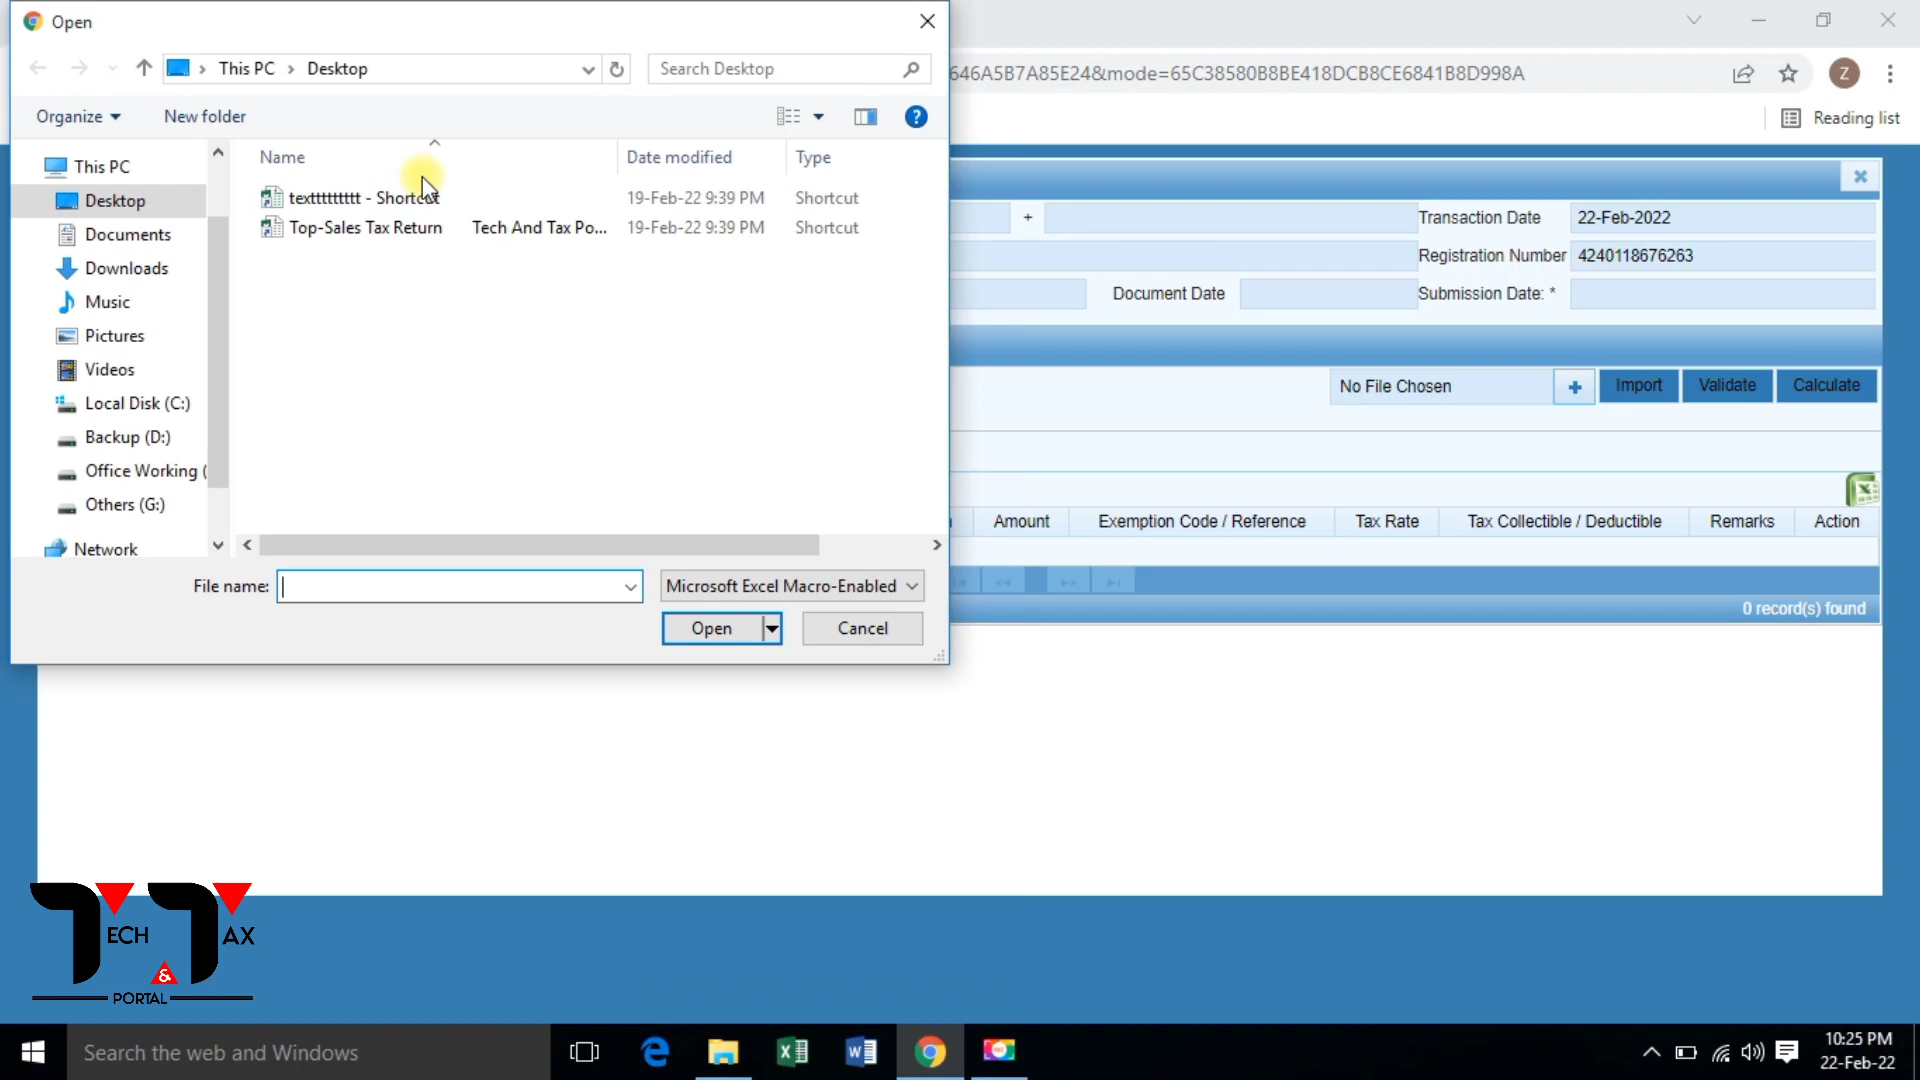 Open
This PC > Desktop
Search Desktop
646A5B7A85E24&mode=65C38580B8BE418DCB8CE6841B8D998A
Z
Organize
New folder
Reading list
This PC
Desktop
Documents
Downloads
Music
Pictures
Videos
Local Disk (C:)
Backup (D:)
Office Working (
Others (G:)
Network
Name Date modified Type
texttttttttt - Shortcut 19-Feb-22 9:39 PM Shortcut
Top-Sales Tax Return Tech And Tax Po... 19-Feb-22 9:39 PM Shortcut
File name:
Microsoft Excel Macro-Enabled
Open
Cancel
+
Transaction Date 22-Feb-2022
Registration Number 4240118676263
Document Date
Submission Date: *
No File Chosen
+
Import
Validate
Calculate
Amount Exemption Code / Reference Tax Rate Tax Collectible / Deductible Remarks Action
0 record(s) found
TECH
&
TAX
PORTAL
Search the web and Windows
10:25 PM
22-Feb-22